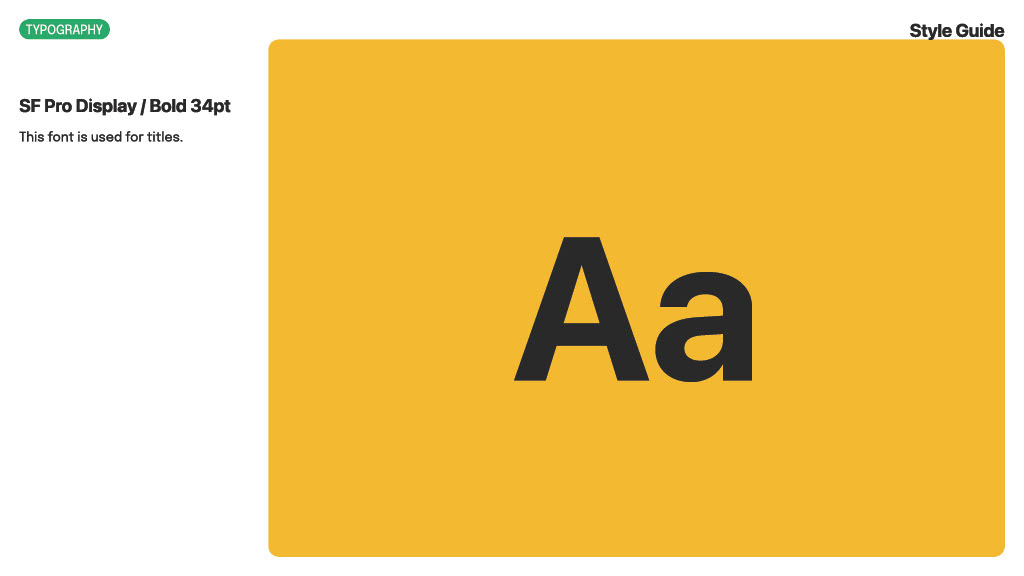 TYPOGRAPHY
Style Guide
SF Pro Display / Bold 34pt
This font is used for titles.
Aa